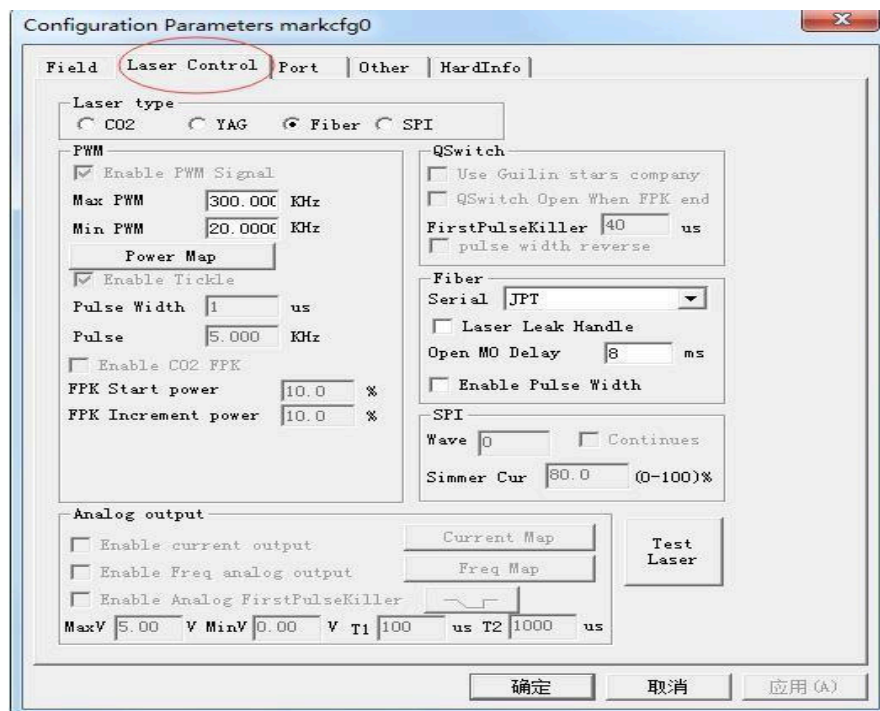 Configuration Parameters markcfg0
Field Laser Control Port Other HardInfo
Laser type
CO2 YAG Fiber SPI
PWM
Enable PWM Signal
Max PWM 300.000 KHz
Min PWM 20.0000 KHz
Power Map
Enable Tickle
Pulse Width 1 us
Pulse 5.000 KHz
Enable CO2 FPK
FPK Start power 10.0 %
FPK Increment power 10.0 %
QSwitch
Use Guilin stars company
QSwitch Open When FPK end
FirstPulseKiller 40 us
pulse width reverse
Fiber
Serial JPT
Laser Leak Handle
Open MO Delay 8 ms
Enable Pulse Width
SPI
Wave 0 Continues
Simmer Cur 80.0 (0-100)%
Analog output
Enable current output Current Map
Enable Freq analog output Freq Map
Enable Analog FirstPulseKiller
MaxV 5.00 V MinV 0.00 V T1 100 us T2 1000 us
Test
Laser
确定 取消 应用(A)